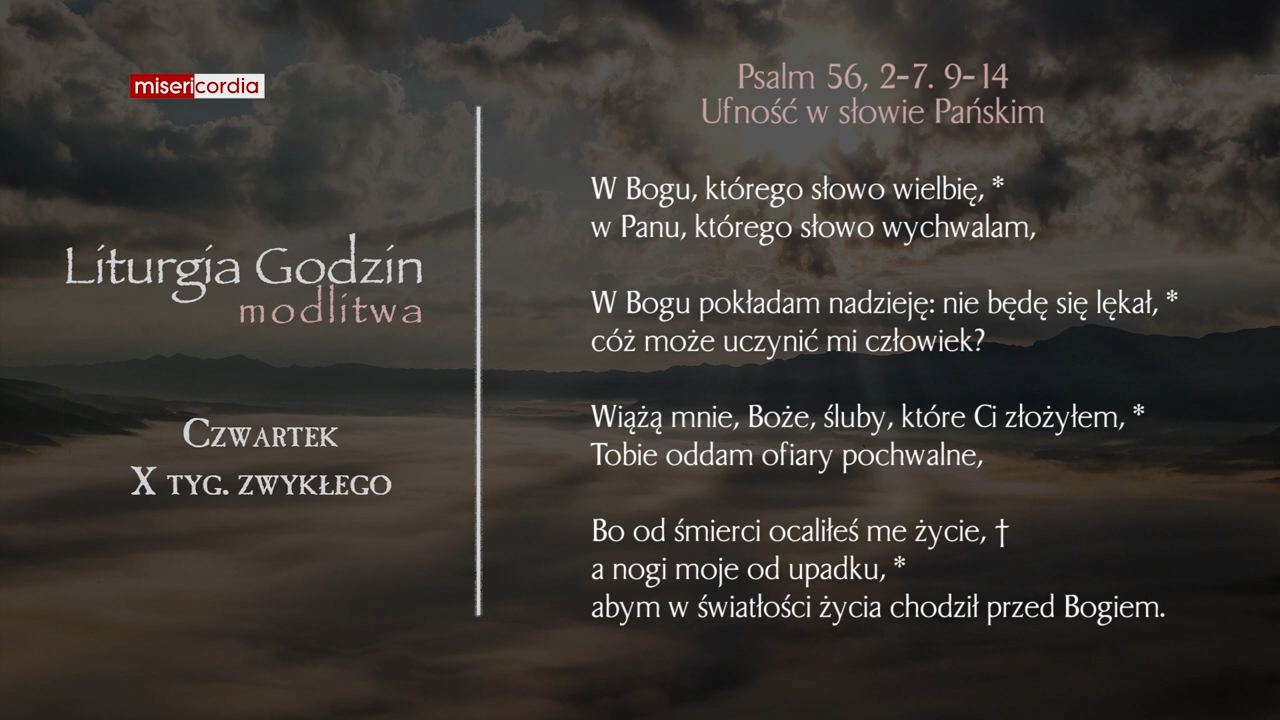 misericordia
Liturgia Godzin
modlitwa
Czwartek
X tyg. zwykłego
Psalm 56, 2-7. 9-14
Ufność w słowie Pańskim
W Bogu, którego słowo wielbię, *
w Panu, którego słowo wychwalam,
W Bogu pokładam nadzieję: nie będę się lękał, *
cóż może uczynić mi człowiek?
Wiążą mnie, Boże, śluby, które Ci złożyłem, *
Tobie oddam ofiary pochwalne,
Bo od śmierci ocaliłeś me życie, †
a nogi moje od upadku, *
abym w światłości życia chodził przed Bogiem.